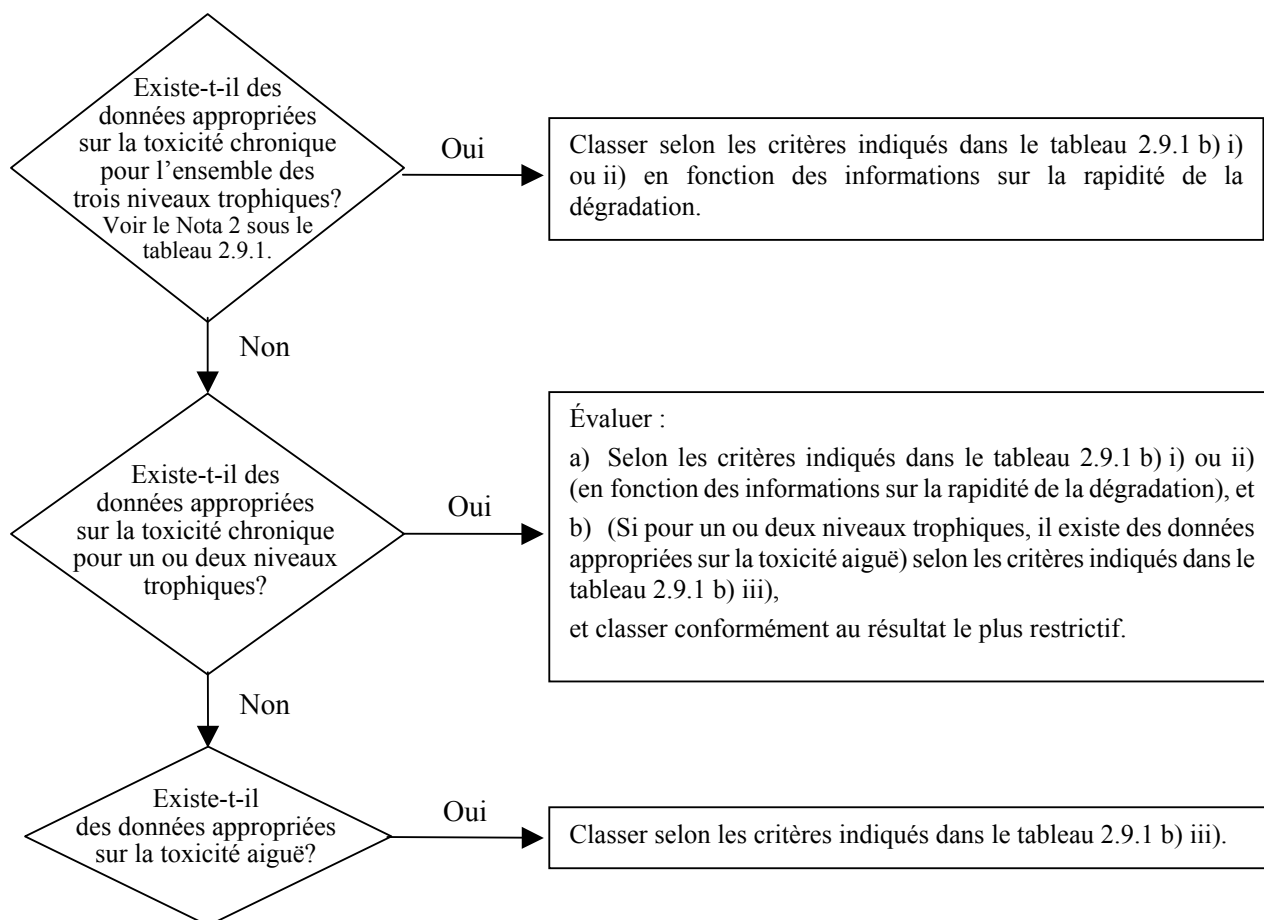 Existe-t-il des
données appropriées
sur la toxicité chronique
pour l’ensemble des
trois niveaux trophiques?
Voir le Nota 2 sous le
tableau 2.9.1.
Oui
Classer selon les critères indiqués dans le tableau 2.9.1 b) i)
ou ii) en fonction des informations sur la rapidité de la
dégradation.
Non
Existe-t-il des
données appropriées
sur la toxicité chronique
pour un ou deux niveaux
trophiques?
Oui
Évaluer :
a) Selon les critères indiqués dans le tableau 2.9.1 b) i) ou ii)
(en fonction des informations sur la rapidité de la dégradation), et
b) (Si pour un ou deux niveaux trophiques, il existe des données
appropriées sur la toxicité aiguë) selon les critères indiqués dans le
tableau 2.9.1 b) iii),
et classer conformément au résultat le plus restrictif.
Non
Existe-t-il
des données appropriées
sur la toxicité aiguë?
Oui
Classer selon les critères indiqués dans le tableau 2.9.1 b) iii).